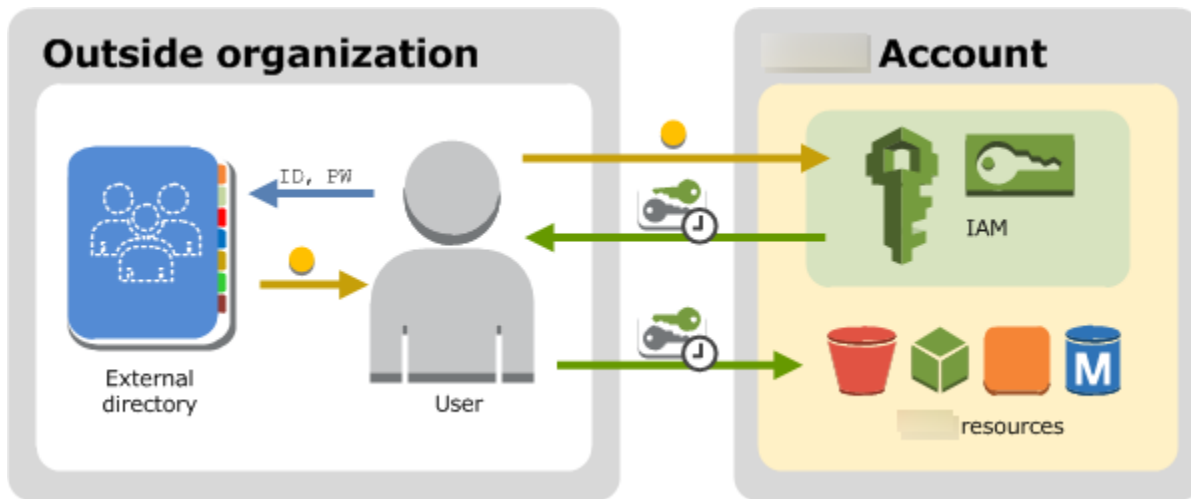 Outside organization
Account
ID, PW
IAM
External
directory
User
resources
M